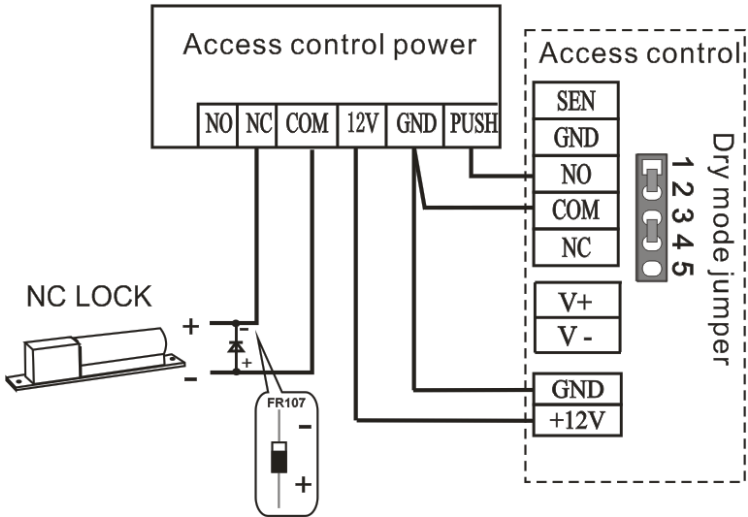 Access control power
NO NC COM 12V GND PUSH
Access control
SEN
GND
NO
COM
NC
V+
V -
GND
+12V
1 2 3 4 5
Dry mode jumper
NC LOCK
+
-
-
+
FR107
-
+